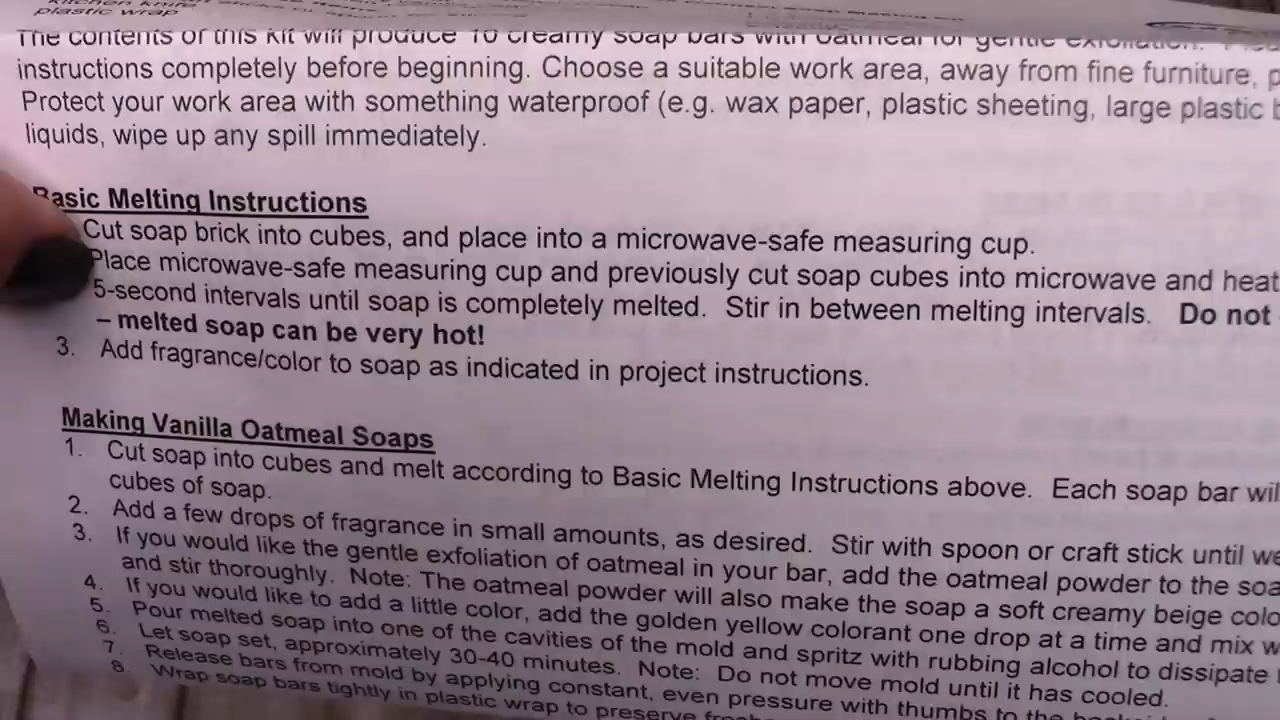 kitchen knife
plastic wrap
The contents of this kit will produce 10 creamy soap bars with oatmeal for gentle exfoliation.
instructions completely before beginning. Choose a suitable work area, away from fine furniture,
Protect your work area with something waterproof (e.g. wax paper, plastic sheeting, large plastic
liquids, wipe up any spill immediately.
Basic Melting Instructions
Cut soap brick into cubes, and place into a microwave-safe measuring cup.
Place microwave-safe measuring cup and previously cut soap cubes into microwave and heat
5-second intervals until soap is completely melted. Stir in between melting intervals. Do not
– melted soap can be very hot!
3. Add fragrance/color to soap as indicated in project instructions.
Making Vanilla Oatmeal Soaps
1. Cut soap into cubes and melt according to Basic Melting Instructions above. Each soap bar wil
cubes of soap.
2. Add a few drops of fragrance in small amounts, as desired. Stir with spoon or craft stick until we
3. If you would like the gentle exfoliation of oatmeal in your bar, add the oatmeal powder to the soa
and stir thoroughly. Note: The oatmeal powder will also make the soap a soft creamy beige colo
4. If you would like to add a little color, add the golden yellow colorant one drop at a time and mix w
5. Pour melted soap into one of the cavities of the mold and spritz with rubbing alcohol to dissipate
6. Let soap set, approximately 30-40 minutes. Note: Do not move mold until it has cooled.
7. Release bars from mold by applying constant, even pressure with thumbs to the
8. Wrap soap bars tightly in plastic wrap to preserve